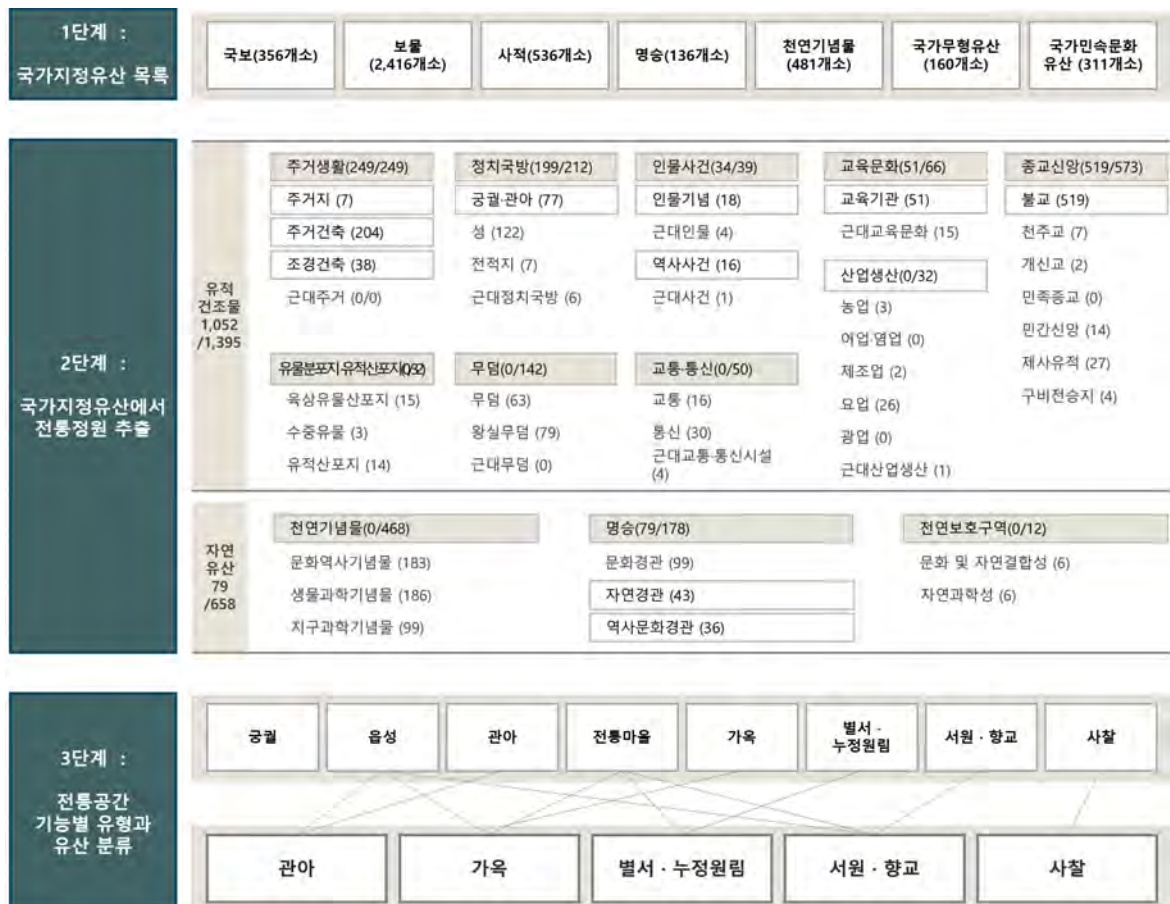 1단계 :
국가지정유산 목록
국보(356개소)
보물
(2,416개소)
사적(536개소)
명승(136개소)
천연기념물
(481개소)
국가무형유산
(160개소)
국가민속문화
유산 (311개소)
2단계 :
국가지정유산에서
전통정원 추출
유적
건조물
1,052
/1,395
주거생활(249/249)
주거지 (7)
주거건축 (204)
조경건축 (38)
근대주거 (0/0)
정치국방(199/212)
궁궐·관아 (77)
성 (122)
전적지 (7)
근대정치국방 (6)
인물사건(34/39)
인물기념 (18)
근대인물 (4)
역사사건 (16)
근대사건 (1)
교육문화(51/66)
교육기관 (51)
근대교육문화 (15)
산업생산(0/32)
농업 (3)
어업·염업 (0)
제조업 (2)
요업 (26)
광업 (0)
근대산업생산 (1)
종교신앙(519/573)
불교 (519)
천주교 (7)
개신교 (2)
민족종교 (0)
민간신앙 (14)
제사유적 (27)
구비전승지 (4)
유물분포지·유적산포지
육상유물산포지 (15)
수중유물 (3)
유적산포지 (14)
무덤(0/142)
무덤 (63)
왕실무덤 (79)
근대무덤 (0)
교통·통신(0/50)
교통 (16)
통신 (30)
근대교통·통신시설
(4)
자연
유산
79
/658
천연기념물(0/468)
문화역사기념물 (183)
생물과학기념물 (186)
지구과학기념물 (99)
명승(79/178)
문화경관 (99)
자연경관 (43)
역사문화경관 (36)
전연보호구역(0/12)
문화 및 자연결합성 (6)
자연과학성 (6)
3단계 :
전통공간
기능별 유형과
유산 분류
궁궐
읍성
관아
전통마을
가옥
별서 ·
누정원림
서원 · 향교
사찰
관아
가옥
별서 · 누정원림
서원 · 향교
사찰